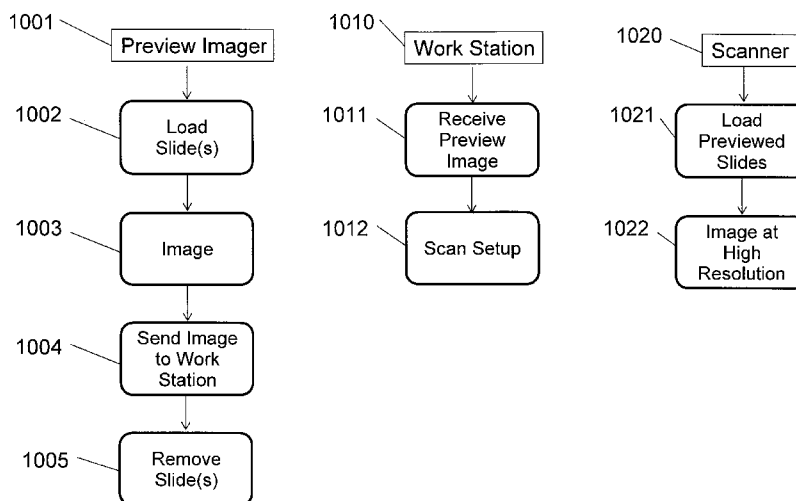 1001
Preview Imager
1002
Load
Slide(s)
1003
Image
1004
Send Image
to Work
Station
1005
Remove
Slide(s)
1010
Work Station
1011
Receive
Preview
Image
1012
Scan Setup
1020
Scanner
1021
Load
Previewed
Slides
1022
Image at
High
Resolution